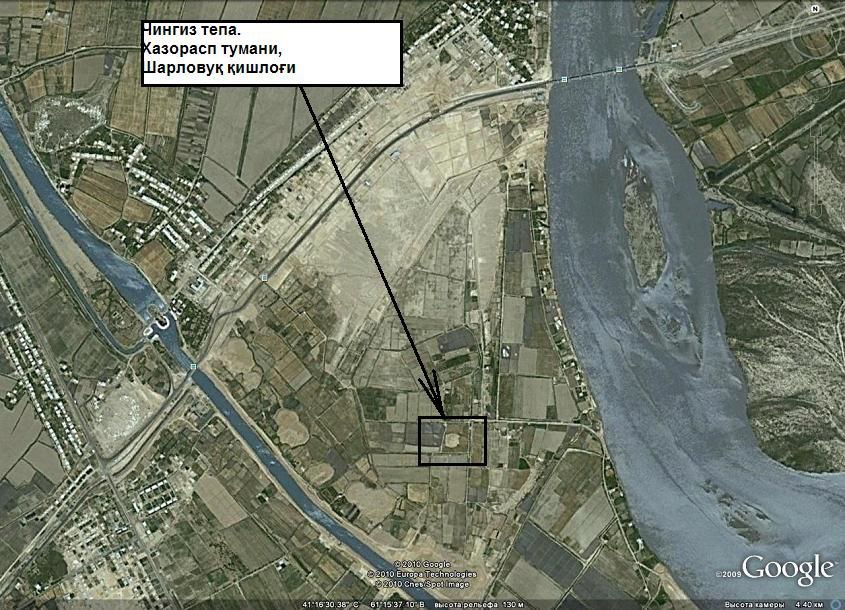 Чингиз тепа.
Хазорасп тумани,
Шарловуқ қишлоғи
N
© 2010 Google
© 2010 Europa Technologies
© 2010 Cnes/Spot Image
©2009 Google
41°16'30.38" С 61°15'37.10" В высота рельефа 130 м Высота камеры 4.40 км